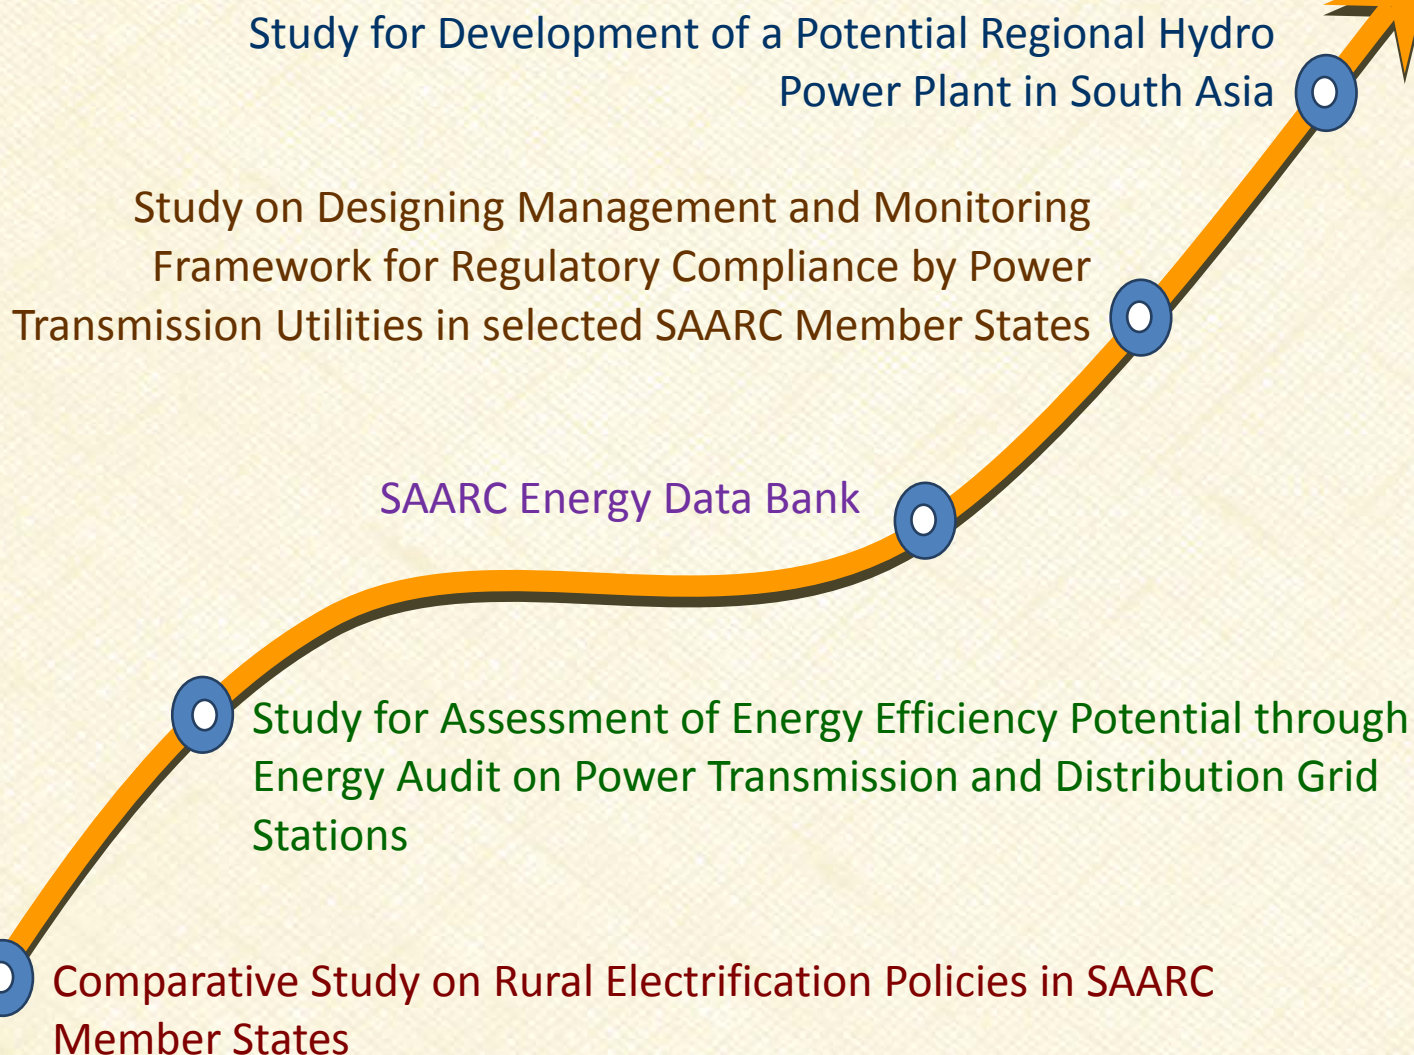 Study for Development of a Potential Regional Hydro
Power Plant in South Asia
Study on Designing Management and Monitoring
Framework for Regulatory Compliance by Power
Transmission Utilities in selected SAARC Member States
SAARC Energy Data Bank
Study for Assessment of Energy Efficiency Potential through
Energy Audit on Power Transmission and Distribution Grid
Stations
Comparative Study on Rural Electrification Policies in SAARC
Member States